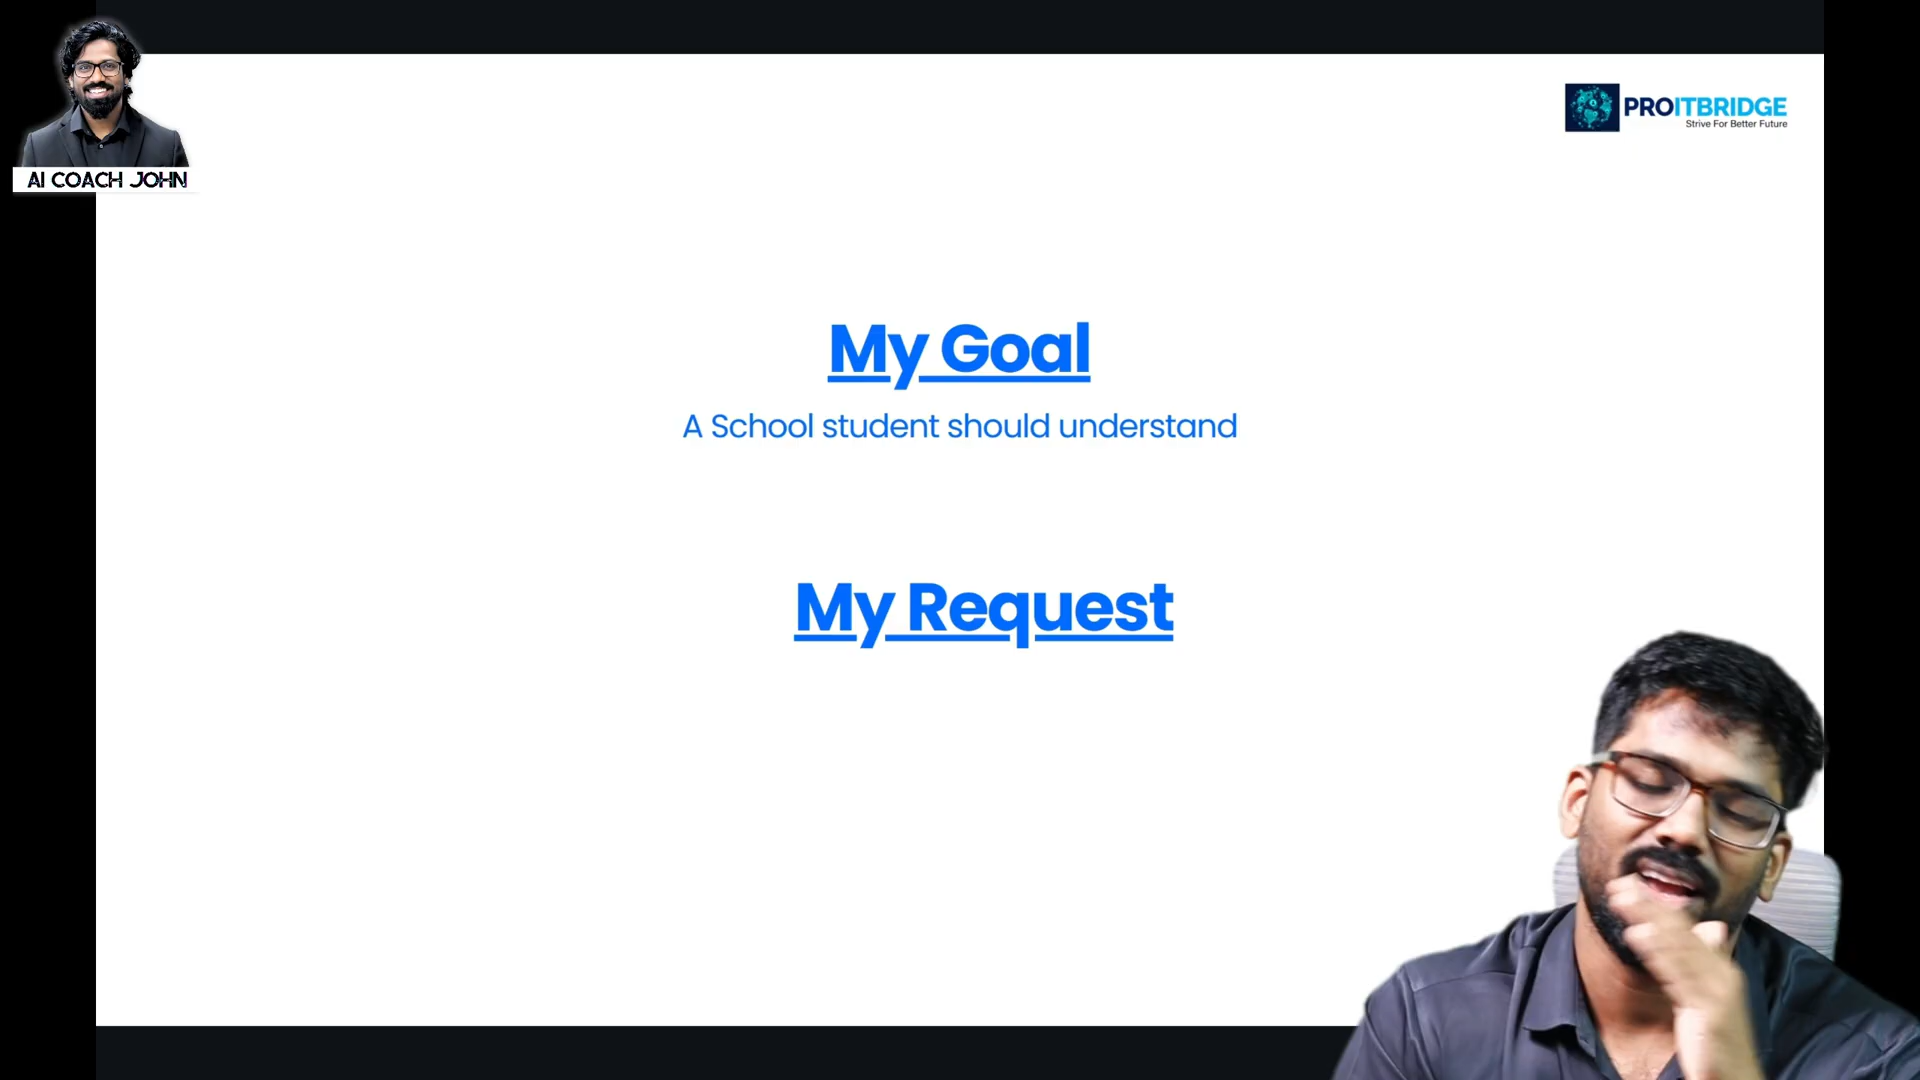 AI COACH JOHN
PROITBRIDGE
Strive For Better Future
My Goal
A School student should understand
My Request